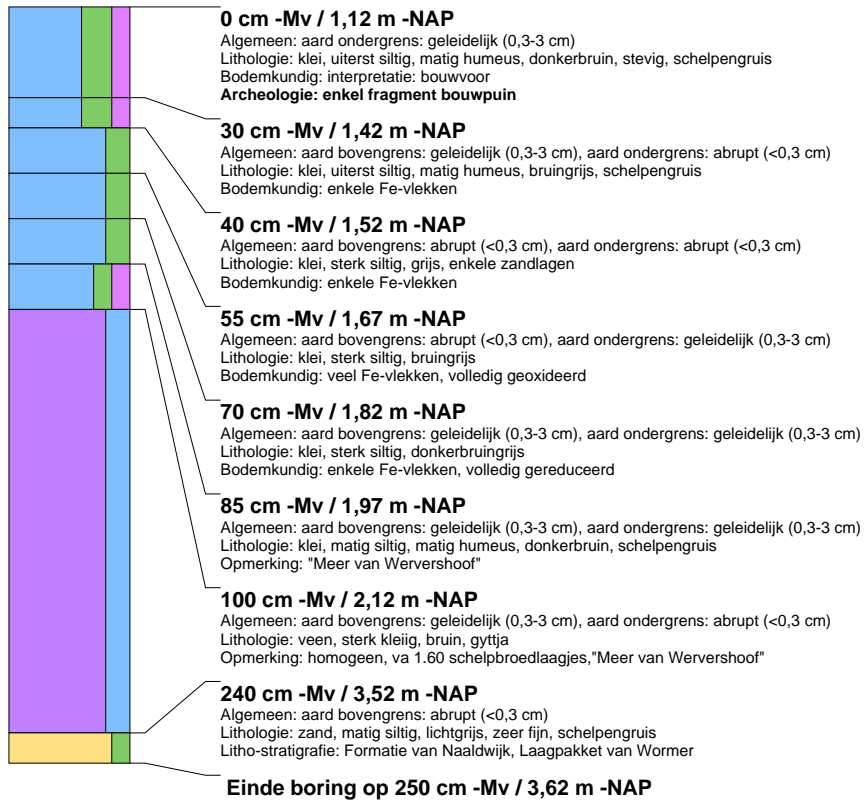 0 cm -Mv / 1,12 m -NAP
Algemeen: aard ondergrens: geleidelijk (0,3-3 cm)
Lithologie: klei, uiterst siltig, matig humeus, donkerbruin, stevig, schelpengruis
Bodemkundig: interpretatie: bouwvoor
Archeologie: enkel fragment bouwpuin
30 cm -Mv / 1,42 m -NAP
Algemeen: aard bovengrens: geleidelijk (0,3-3 cm), aard ondergrens: abrupt (<0,3 cm)
Lithologie: klei, uiterst siltig, matig humeus, bruingrijs, schelpengruis
Bodemkundig: enkele Fe-vlekken
40 cm -Mv / 1,52 m -NAP
Algemeen: aard bovengrens: abrupt (<0,3 cm), aard ondergrens: abrupt (<0,3 cm)
Lithologie: klei, sterk siltig, grijs, enkele zandlagen
Bodemkundig: enkele Fe-vlekken
55 cm -Mv / 1,67 m -NAP
Algemeen: aard bovengrens: abrupt (<0,3 cm), aard ondergrens: geleidelijk (0,3-3 cm)
Lithologie: klei, sterk siltig, bruingrijs
Bodemkundig: veel Fe-vlekken, volledig geoxideerd
70 cm -Mv / 1,82 m -NAP
Algemeen: aard bovengrens: geleidelijk (0,3-3 cm), aard ondergrens: geleidelijk (0,3-3 cm)
Lithologie: klei, sterk siltig, donkerbruingrijs
Bodemkundig: enkele Fe-vlekken, volledig gereduceerd
85 cm -Mv / 1,97 m -NAP
Algemeen: aard bovengrens: geleidelijk (0,3-3 cm), aard ondergrens: geleidelijk (0,3-3 cm)
Lithologie: klei, matig siltig, matig humeus, donkerbruin, schelpengruis
Opmerking: "Meer van Wervershoof"
100 cm -Mv / 2,12 m -NAP
Algemeen: aard bovengrens: geleidelijk (0,3-3 cm), aard ondergrens: abrupt (<0,3 cm)
Lithologie: veen, sterk kleiig, bruin, gyttja
Opmerking: homogeen, va 1.60 schelpbroedlaagjes,"Meer van Wervershoof"
240 cm -Mv / 3,52 m -NAP
Algemeen: aard bovengrens: abrupt (<0,3 cm)
Lithologie: zand, matig siltig, lichtgrijs, zeer fijn, schelpengruis
Litho-stratigrafie: Formatie van Naaldwijk, Laagpakket van Wormer
Einde boring op 250 cm -Mv / 3,62 m -NAP